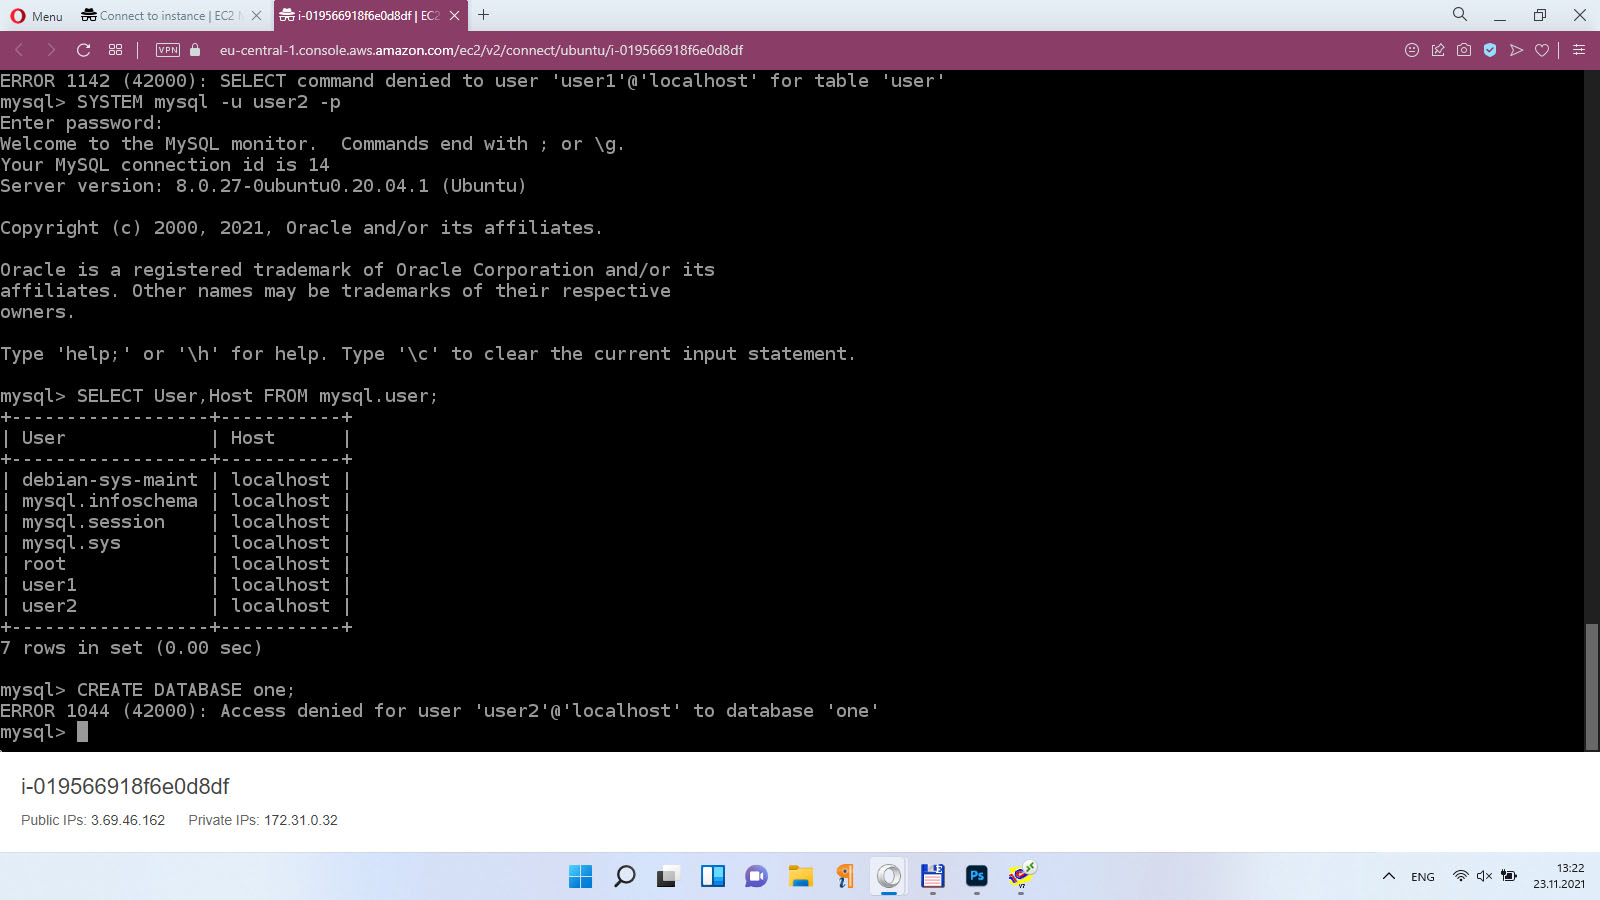 Menu
Connect to instance | EC2 M
i-019566918f6e0d8df | EC2
VPN
eu-central-1.console.aws.amazon.com/ec2/v2/connect/ubuntu/i-019566918f6e0d8df
ERROR 1142 (42000): SELECT command denied to user 'user1'@'localhost' for table 'user'
mysql> SYSTEM mysql -u user2 -p
Enter password:
Welcome to the MySQL monitor.  Commands end with ; or \g.
Your MySQL connection id is 14
Server version: 8.0.27-0ubuntu0.20.04.1 (Ubuntu)
Copyright (c) 2000, 2021, Oracle and/or its affiliates.
Oracle is a registered trademark of Oracle Corporation and/or its
affiliates. Other names may be trademarks of their respective
owners.
Type 'help;' or '\h' for help. Type '\c' to clear the current input statement.
mysql> SELECT User,Host FROM mysql.user;
+------------------+-----------+
| User             | Host      |
+------------------+-----------+
| debian-sys-maint | localhost |
| mysql.infoschema | localhost |
| mysql.session    | localhost |
| mysql.sys        | localhost |
| root             | localhost |
| user1            | localhost |
| user2            | localhost |
+------------------+-----------+
7 rows in set (0.00 sec)
mysql> CREATE DATABASE one;
ERROR 1044 (42000): Access denied for user 'user2'@'localhost' to database 'one'
mysql>
i-019566918f6e0d8df
Public IPs: 3.69.46.162 Private IPs: 172.31.0.32
Ps
V7
ENG
13:22
23.11.2021